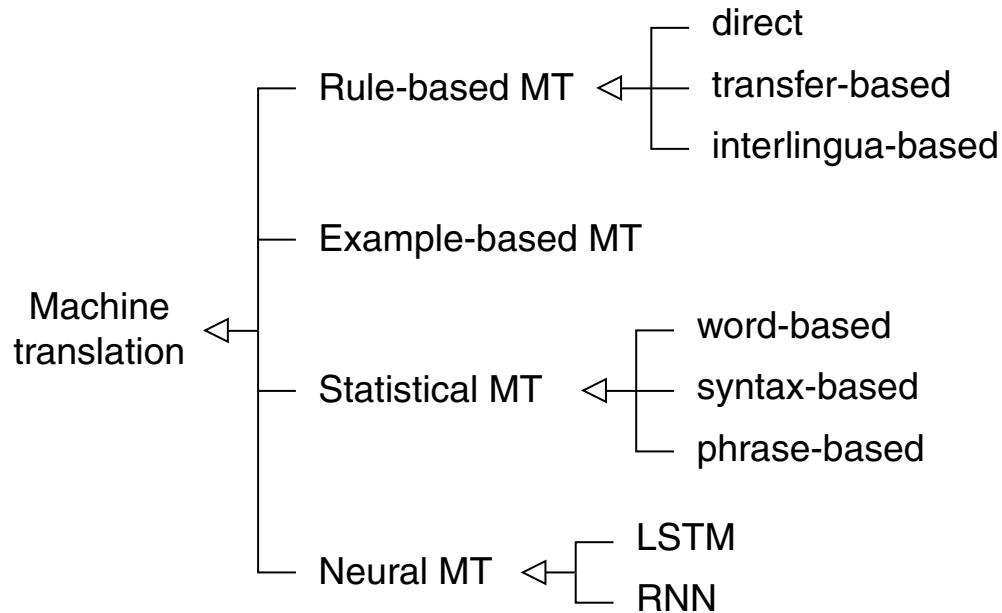 direct
Rule-based MT
transfer-based
interlingua-based
Example-based MT
Machine
translation
word-based
Statistical MT
syntax-based
phrase-based
LSTM
Neural MT
RNN